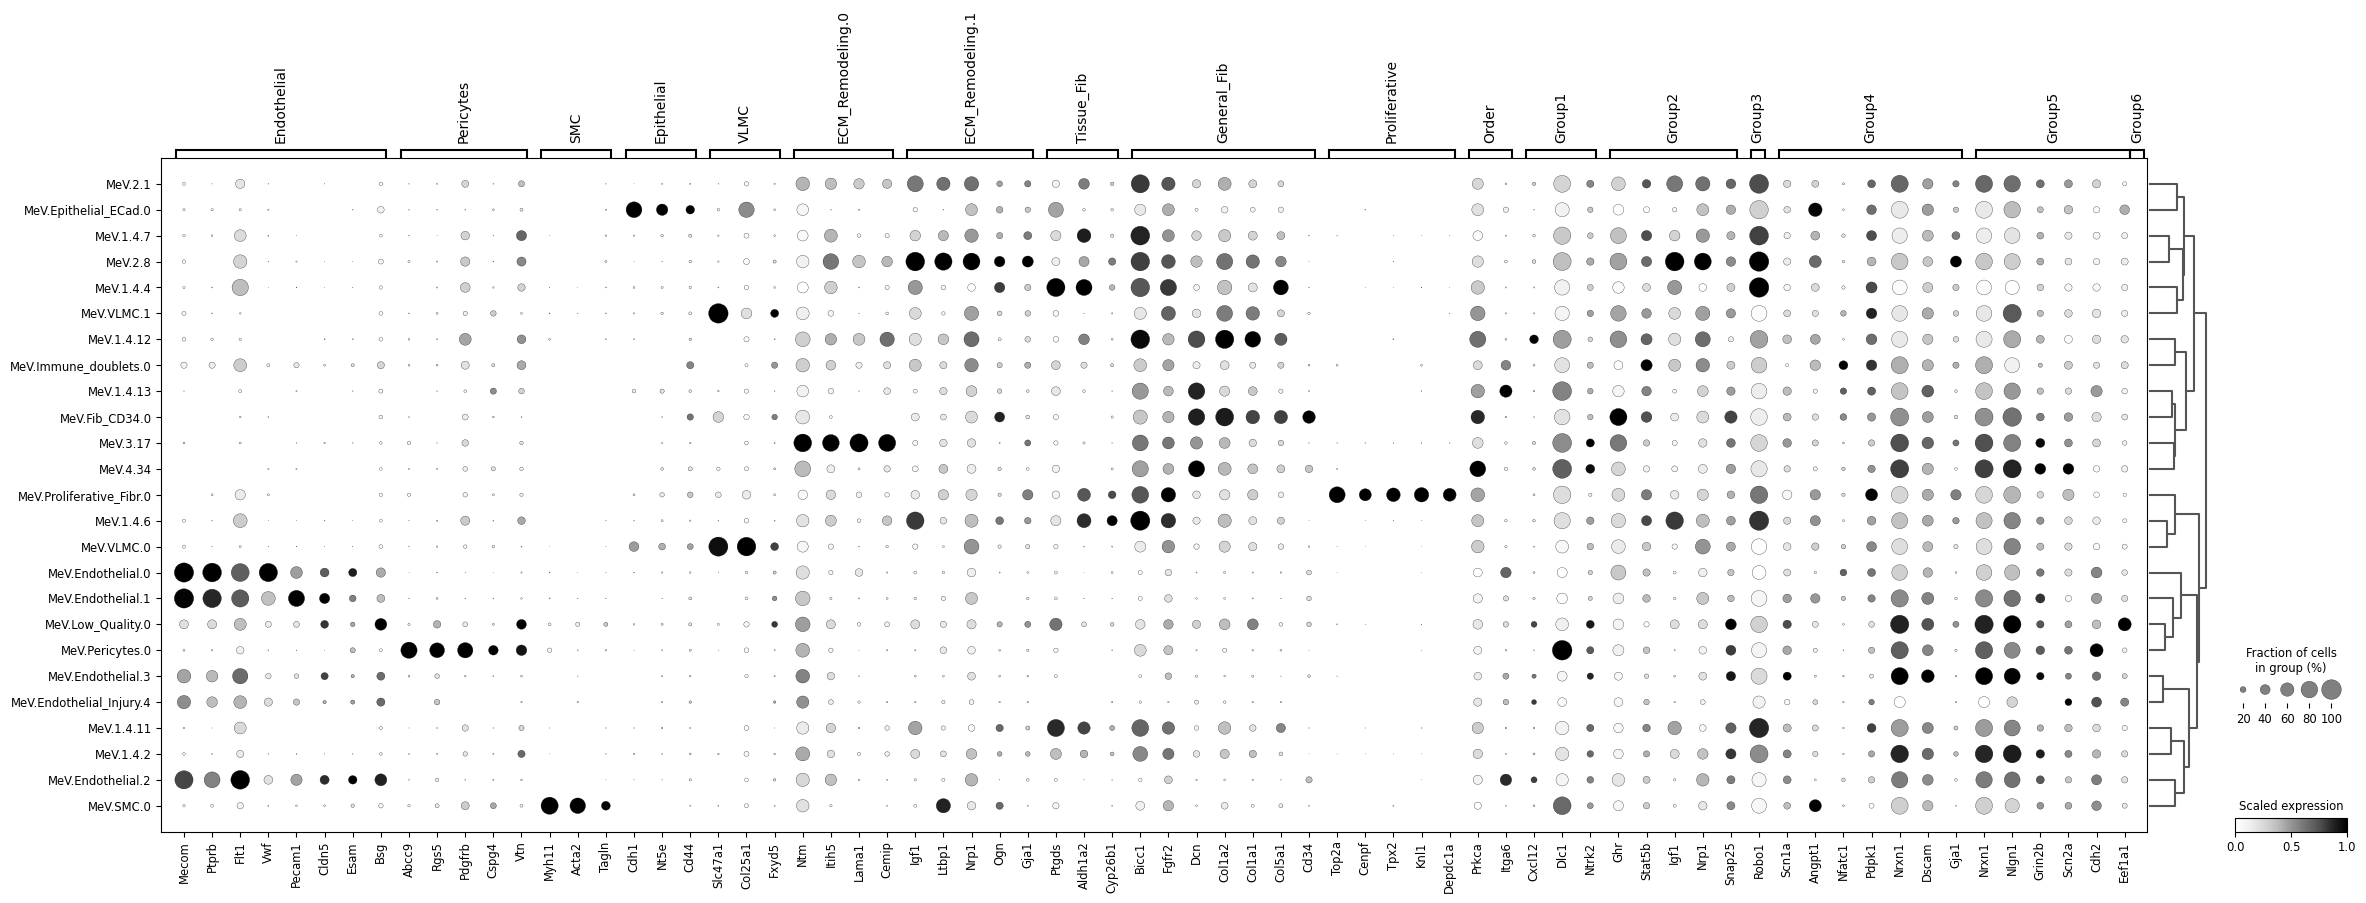 Endothelial
Pericytes
SMC
Epithelial
VLMC
ECM_Remodeling.0
ECM_Remodeling.1
Tissue_Fib
General_Fib
Proliferative
Order
Group1
Group2
Group3
Group4
Group5
Group6
MeV.2.1
MeV.Epithelial_ECad.0
MeV.1.4.7
MeV.2.8
MeV.1.4.4
MeV.VLMC.1
MeV.1.4.12
MeV.Immune_doublets.0
MeV.1.4.13
MeV.Fib_CD34.0
MeV.3.17
MeV.4.34
MeV.Proliferative_Fibr.0
MeV.1.4.6
MeV.VLMC.0
MeV.Endothelial.0
MeV.Endothelial.1
MeV.Low_Quality.0
MeV.Pericytes.0
MeV.Endothelial.3
MeV.Endothelial_Injury.4
MeV.1.4.11
MeV.1.4.2
MeV.Endothelial.2
MeV.SMC.0
Mecom
Ptprb
Flt1
Vwf
Pecam1
Cldn5
Esam
Bsg
Abcc9
Rgs5
Pdgfrb
Cspg4
Vtn
Myh11
Acta2
Tagln
Cdh1
Nt5e
Cd44
Slc47a1
Col25a1
Fxyd5
Ntm
Itih5
Lama1
Cemip
Igf1
Ltbp1
Nrp1
Ogn
Gja1
Ptgds
Aldh1a2
Cyp26b1
Bicc1
Fgfr2
Dcn
Col1a2
Col1a1
Col5a1
Cd34
Top2a
Cenpf
Tpx2
Knl1
Depdc1a
Prkca
Itga6
Cxcl12
Dlc1
Ntrk2
Ghr
Stat5b
Igf1
Nrp1
Snap25
Robo1
Scn1a
Angpt1
Nfatc1
Pdpk1
Nrxn1
Dscam
Gja1
Nrxn1
Nlgn1
Grin2b
Scn2a
Cdh2
Eef1a1
Fraction of cells
in group (%)
20 40 60 80 100
Scaled expression
0.0 0.5 1.0